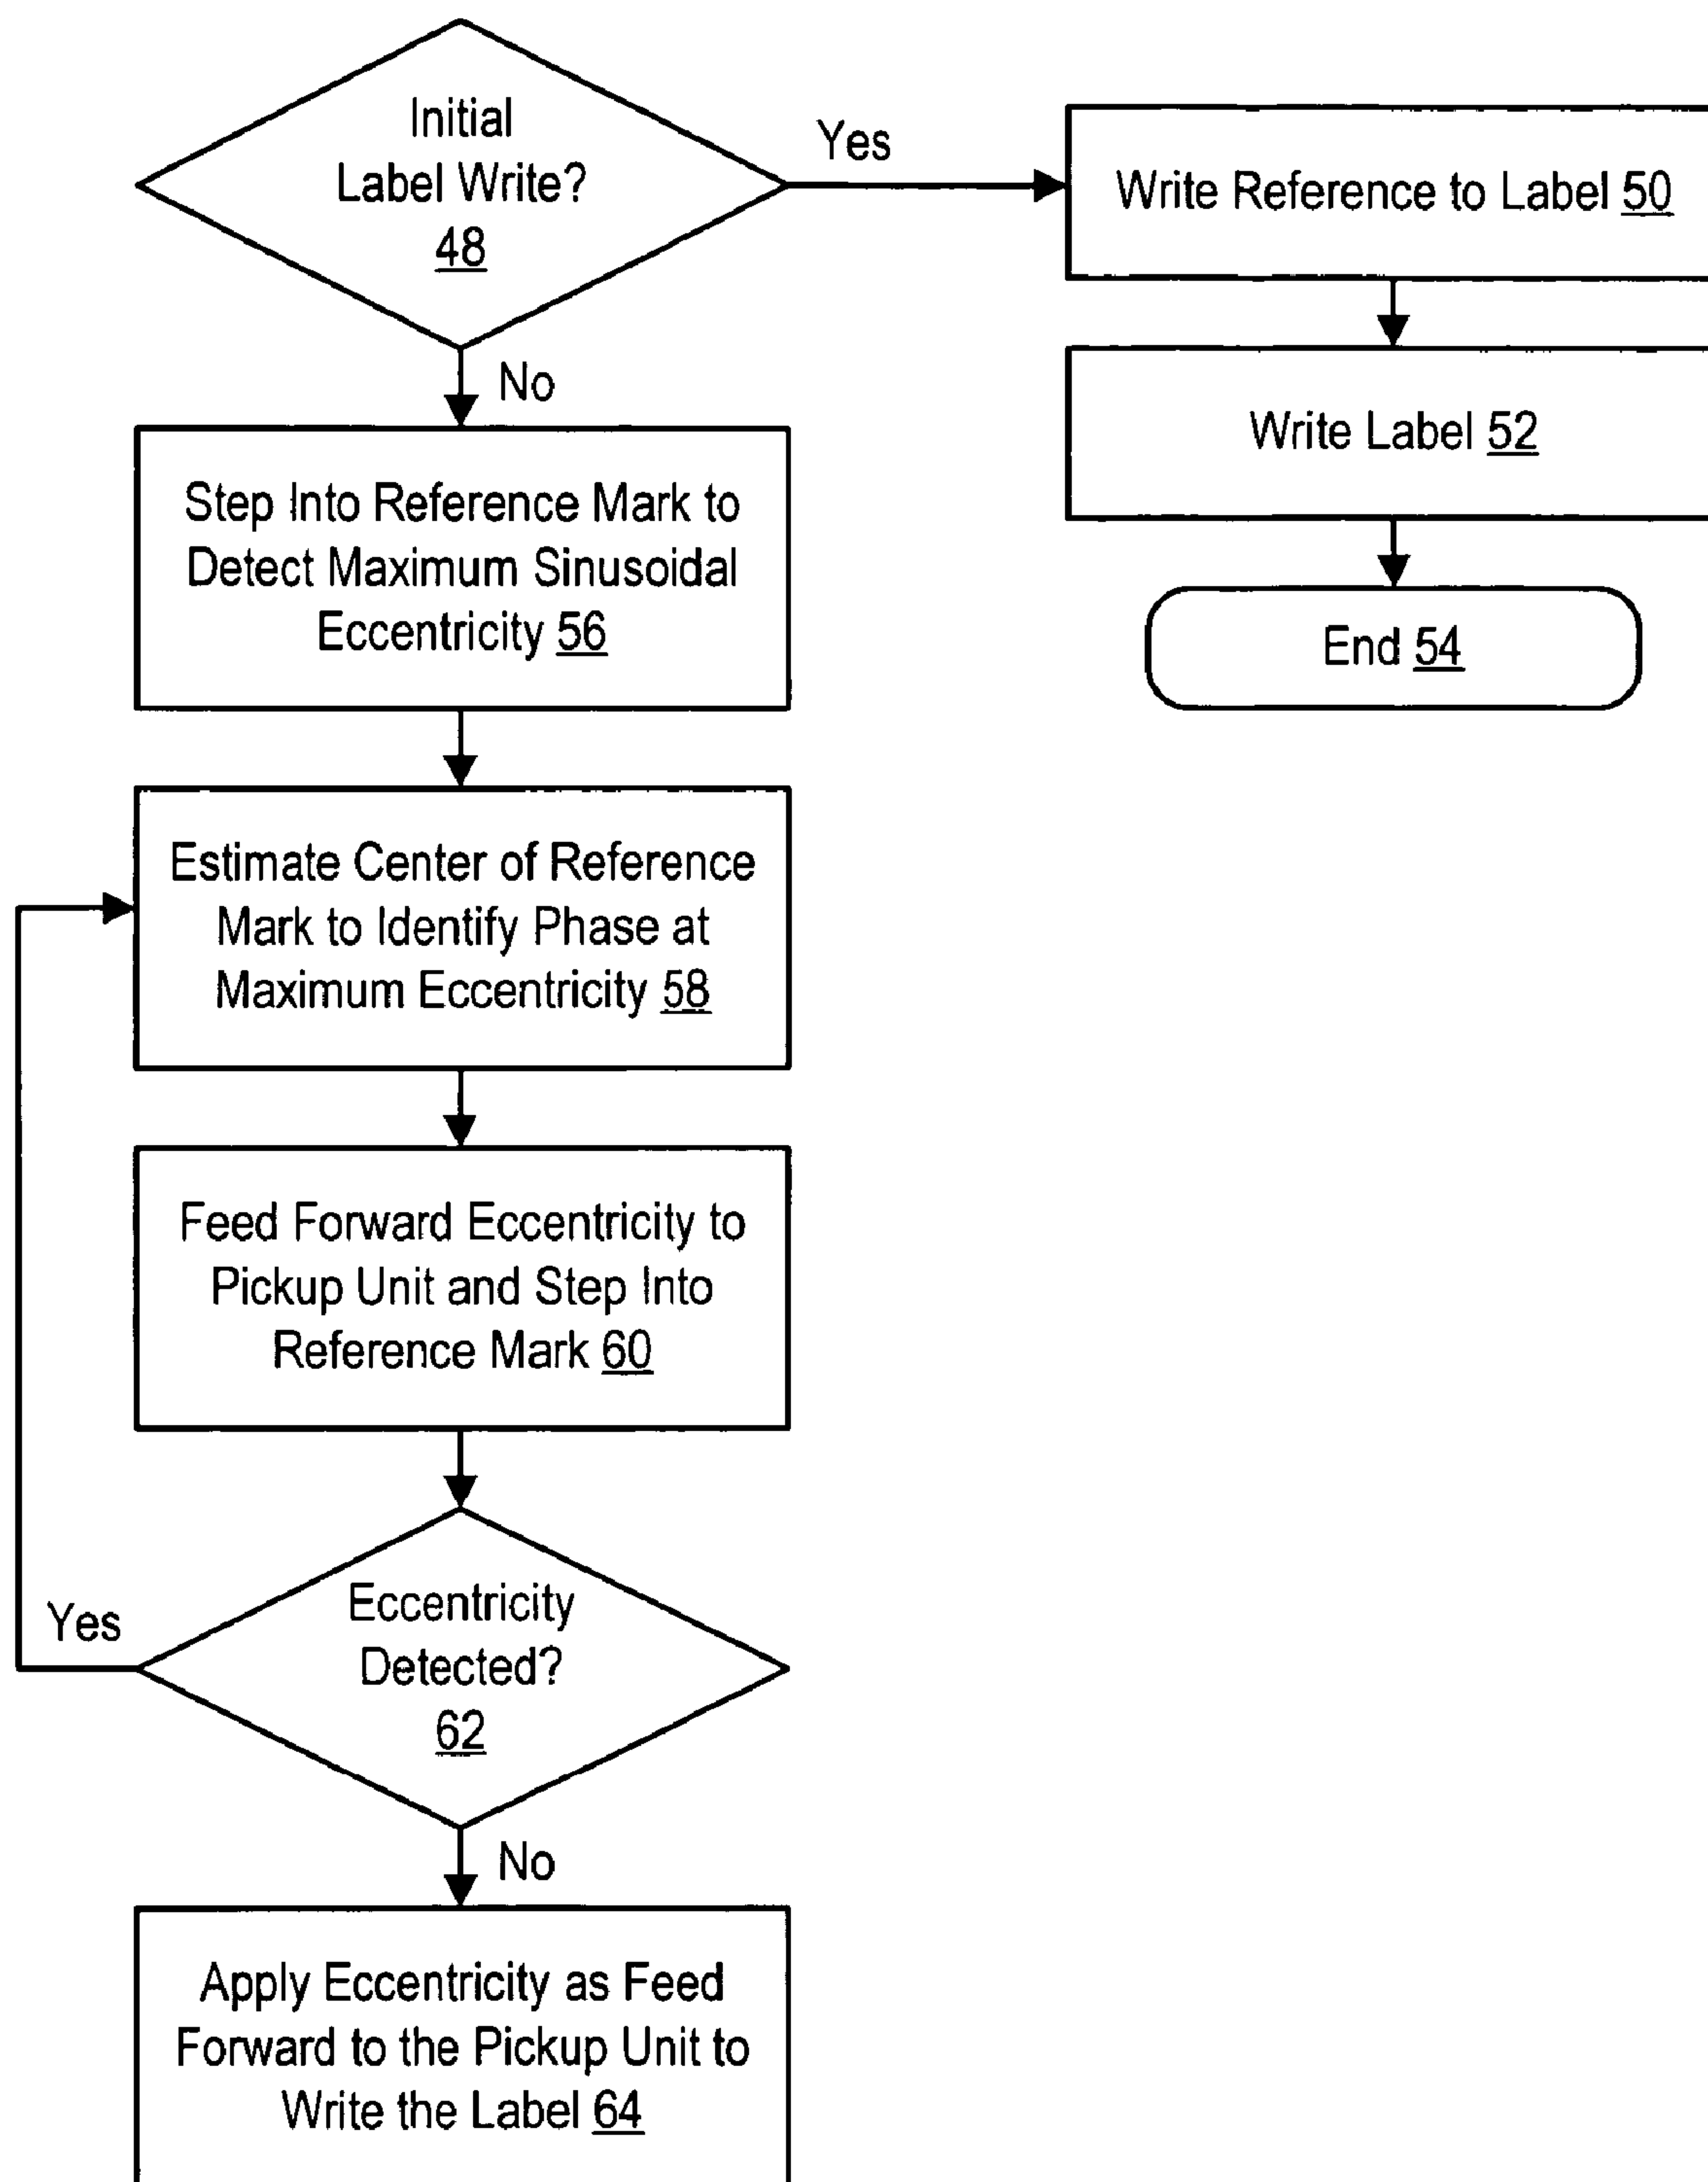 Initial
Label Write?
48
Yes
Write Reference to Label 50
Write Label 52
End 54
No
Step Into Reference Mark to
Detect Maximum Sinusoidal
Eccentricity 56
Estimate Center of Reference
Mark to Identify Phase at
Maximum Eccentricity 58
Feed Forward Eccentricity to
Pickup Unit and Step Into
Reference Mark 60
Eccentricity
Detected?
62
Yes
No
Apply Eccentricity as Feed
Forward to the Pickup Unit to
Write the Label 64